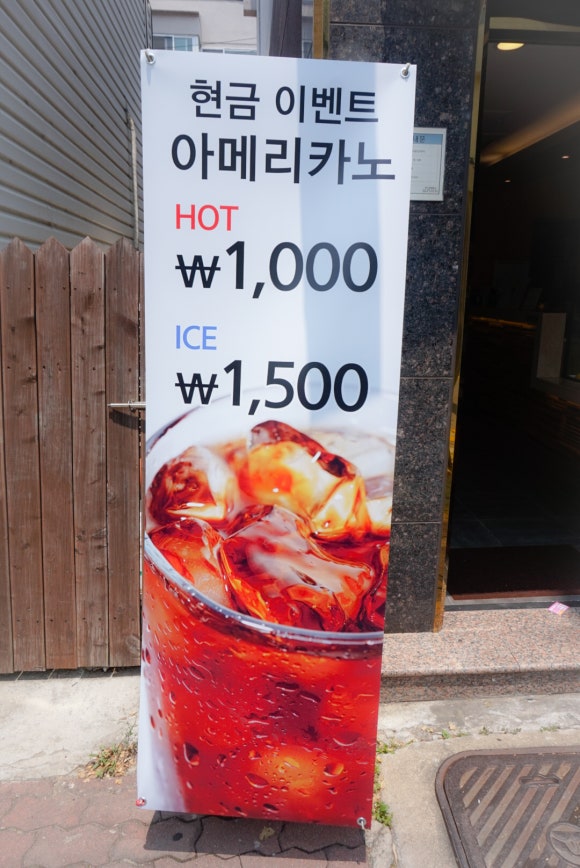 현금 이벤트
아메리카노
HOT
₩1,000
ICE
₩1,500